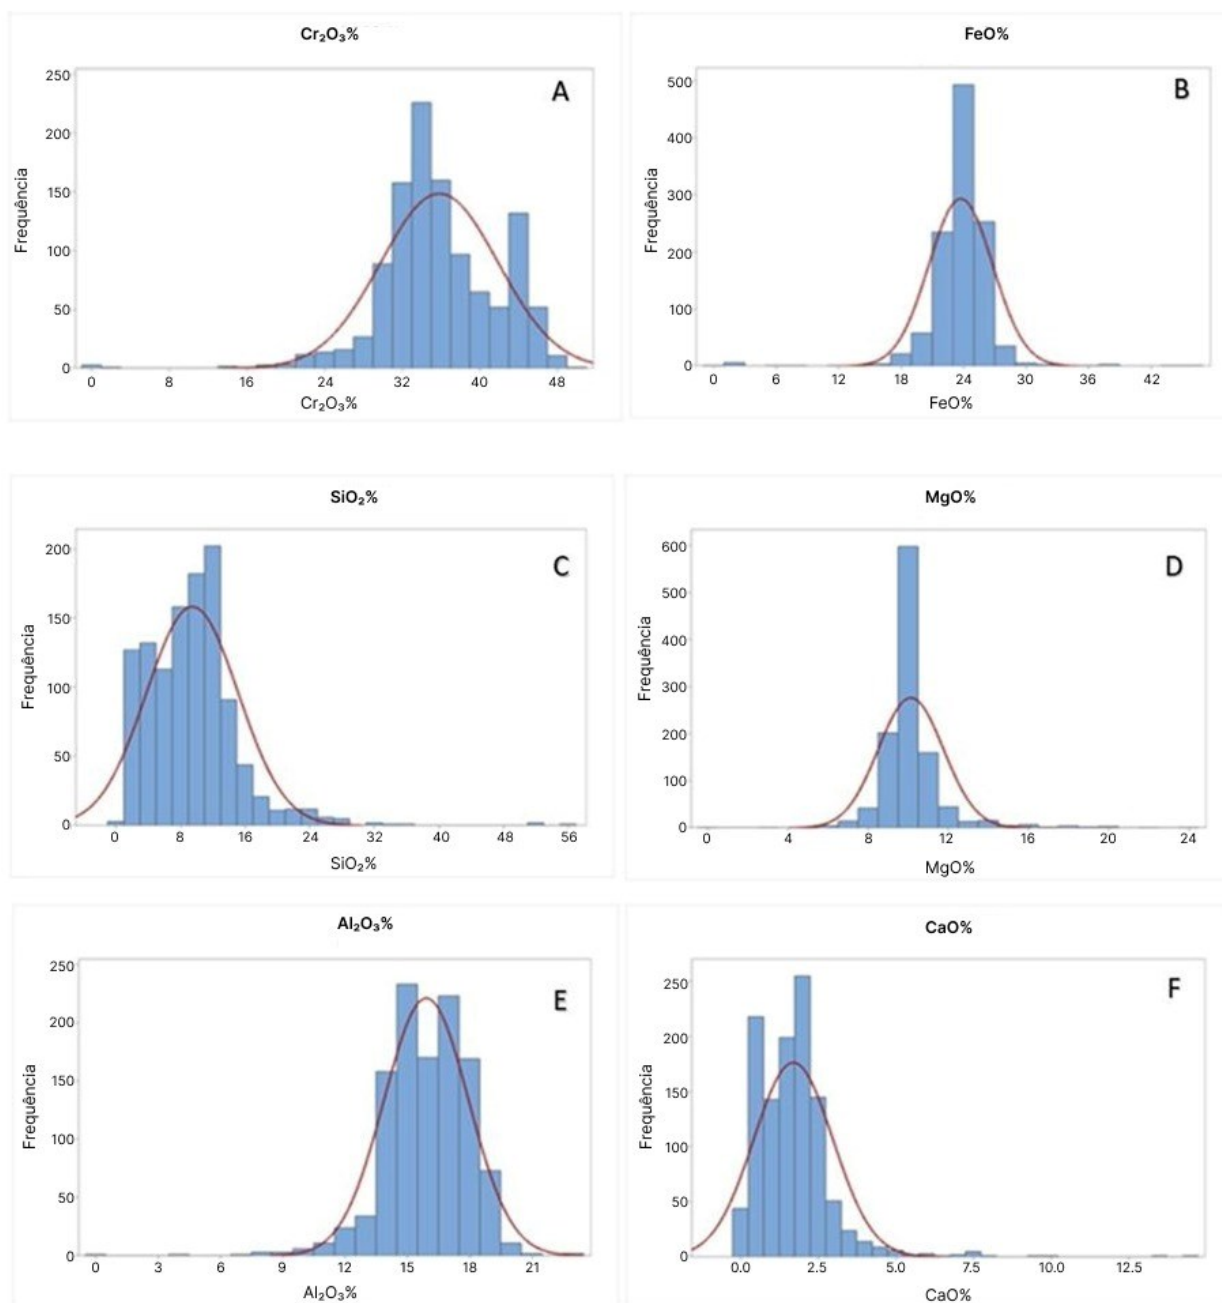 Cr₂O₃%
A
250
200
150
100
50
0
Frequência
0 8 16 24 32 40 48
Cr₂O₃%
FeO%
B
500
400
300
200
100
0
Frequência
0 6 12 18 24 30 36 42
FeO%
SiO₂%
C
200
150
100
50
0
Frequência
0 8 16 24 32 40 48 56
SiO₂%
MgO%
D
600
500
400
300
200
100
0
Frequência
0 4 8 12 16 20 24
MgO%
Al₂O₃%
E
250
200
150
100
50
0
Frequência
0 3 6 9 12 15 18 21
Al₂O₃%
CaO%
F
250
200
150
100
50
0
Frequência
0.0 2.5 5.0 7.5 10.0 12.5
CaO%